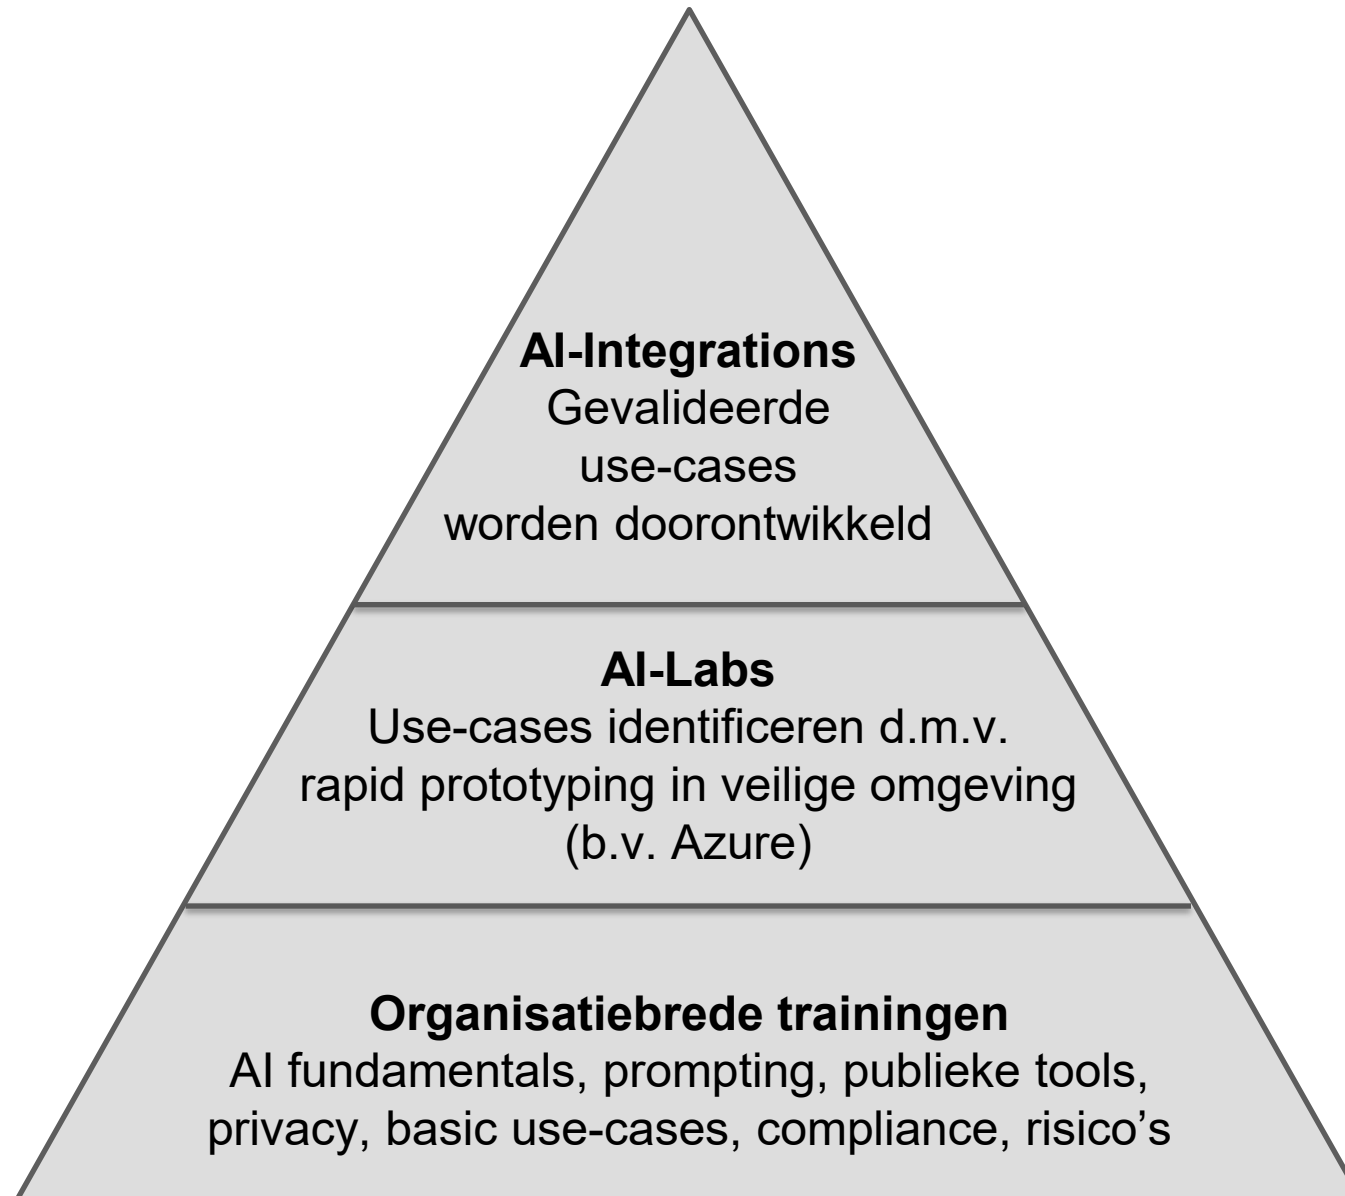 AI-Integrations
Gevalideerde
use-cases
worden doorontwikkeld
AI-Labs
Use-cases identificeren d.m.v.
rapid prototyping in veilige omgeving
(b.v. Azure)
Organisatiebrede trainingen
AI fundamentals, prompting, publieke tools,
privacy, basic use-cases, compliance, risico’s